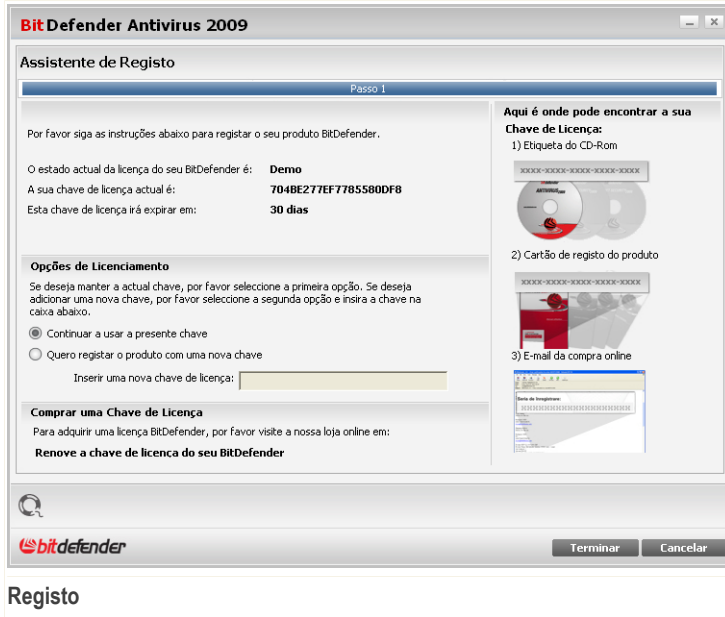 BitDefender Antivirus 2009
Assistente de Registo
Passo 1
Por favor siga as instruções abaixo para registar o seu produto BitDefender.
O estado actual da licença do seu BitDefender é: Demo
A sua chave de licença actual é: 704BE277EF7785580DF8
Esta chave de licença irá expirar em: 30 dias
Opções de Licenciamento
Se deseja manter a actual chave, por favor seleccione a primeira opção. Se deseja
adicionar uma nova chave, por favor seleccione a segunda opção e insira a chave na
caixa abaixo.
Continuar a usar a presente chave
Quero registar o produto com uma nova chave
Inserir uma nova chave de licença:
Comprar uma Chave de Licença
Para adquirir uma licença BitDefender, por favor visite a nossa loja online em:
Renove a chave de licença do seu BitDefender
Aqui é onde pode encontrar a sua
Chave de Licença:
1) Etiqueta do CD-Rom
XXXX-XXXX-XXXX-XXXX-XXXX
ANTIVIRUS
2) Cartão de registo do produto
XXXX-XXXX-XXXX-XXXX-XXXX
3) E-mail da compra online
bitdefender
Terminar
Cancelar
Registo